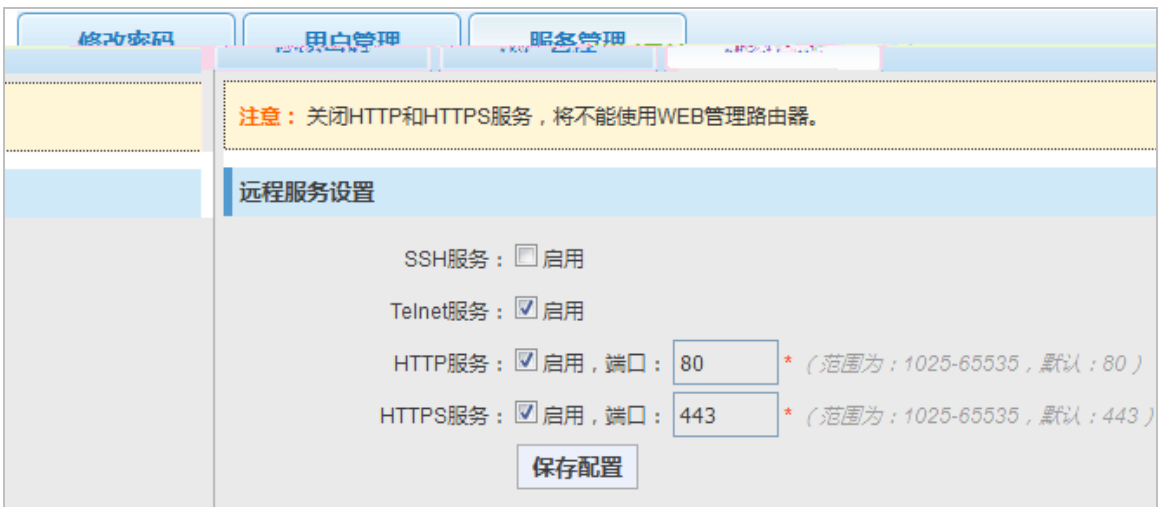 修改密码 用户管理 服务管理
注意：关闭HTTP和HTTPS服务，将不能使用WEB管理路由器。
远程服务设置
SSH服务：启用
Telnet服务：启用
HTTP服务：启用，端口：80 *（范围为：1025-65535，默认：80）
HTTPS服务：启用，端口：443 *（范围为：1025-65535，默认：443）
保存配置